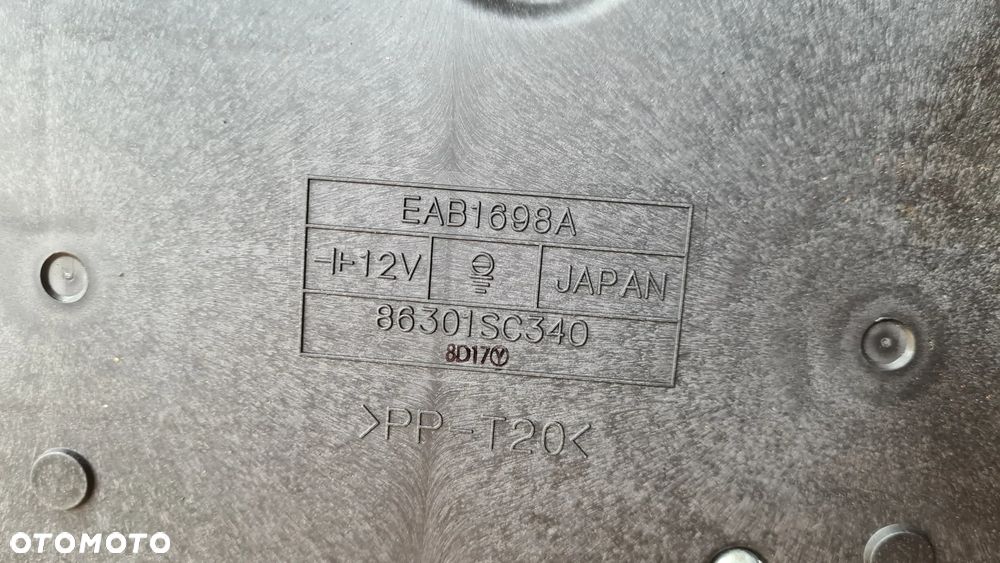 EAB1698A
12V
JAPAN
86301SC340
8D17Ⓨ
>PP-T20<
OTOMOTO